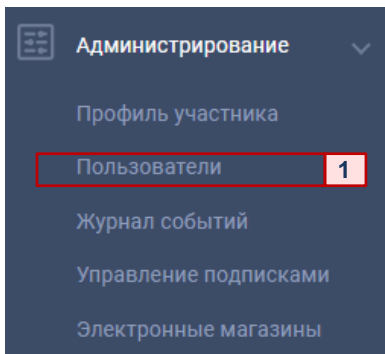 Администрирование
Профиль участника
Пользователи 1
Журнал событий
Управление подписками
Электронные магазины